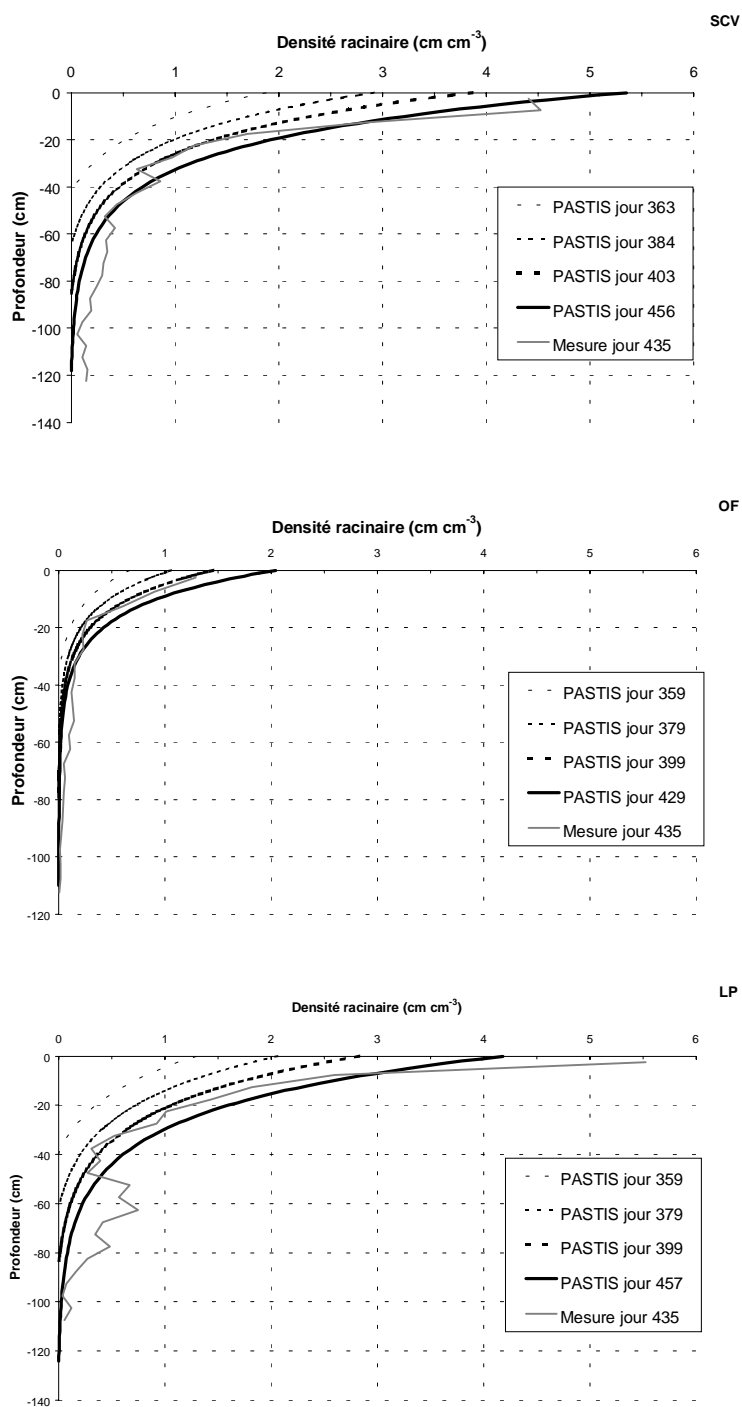 SCV
Densité racinaire (cm cm-3)
0 1 2 3 4 5 6
0
-20
-40
-60
-80
-100
-120
-140
Profondeur (cm)
PASTIS jour 363
PASTIS jour 384
PASTIS jour 403
PASTIS jour 456
Mesure jour 435
OF
Densité racinaire (cm cm-3)
0 1 2 3 4 5 6
0
-20
-40
-60
-80
-100
-120
Profondeur (cm)
PASTIS jour 359
PASTIS jour 379
PASTIS jour 399
PASTIS jour 429
Mesure jour 435
LP
Densité racinaire (cm cm-3)
0 1 2 3 4 5 6
0
-20
-40
-60
-80
-100
-120
-140
Profondeur (cm)
PASTIS jour 359
PASTIS jour 379
PASTIS jour 399
PASTIS jour 457
Mesure jour 435